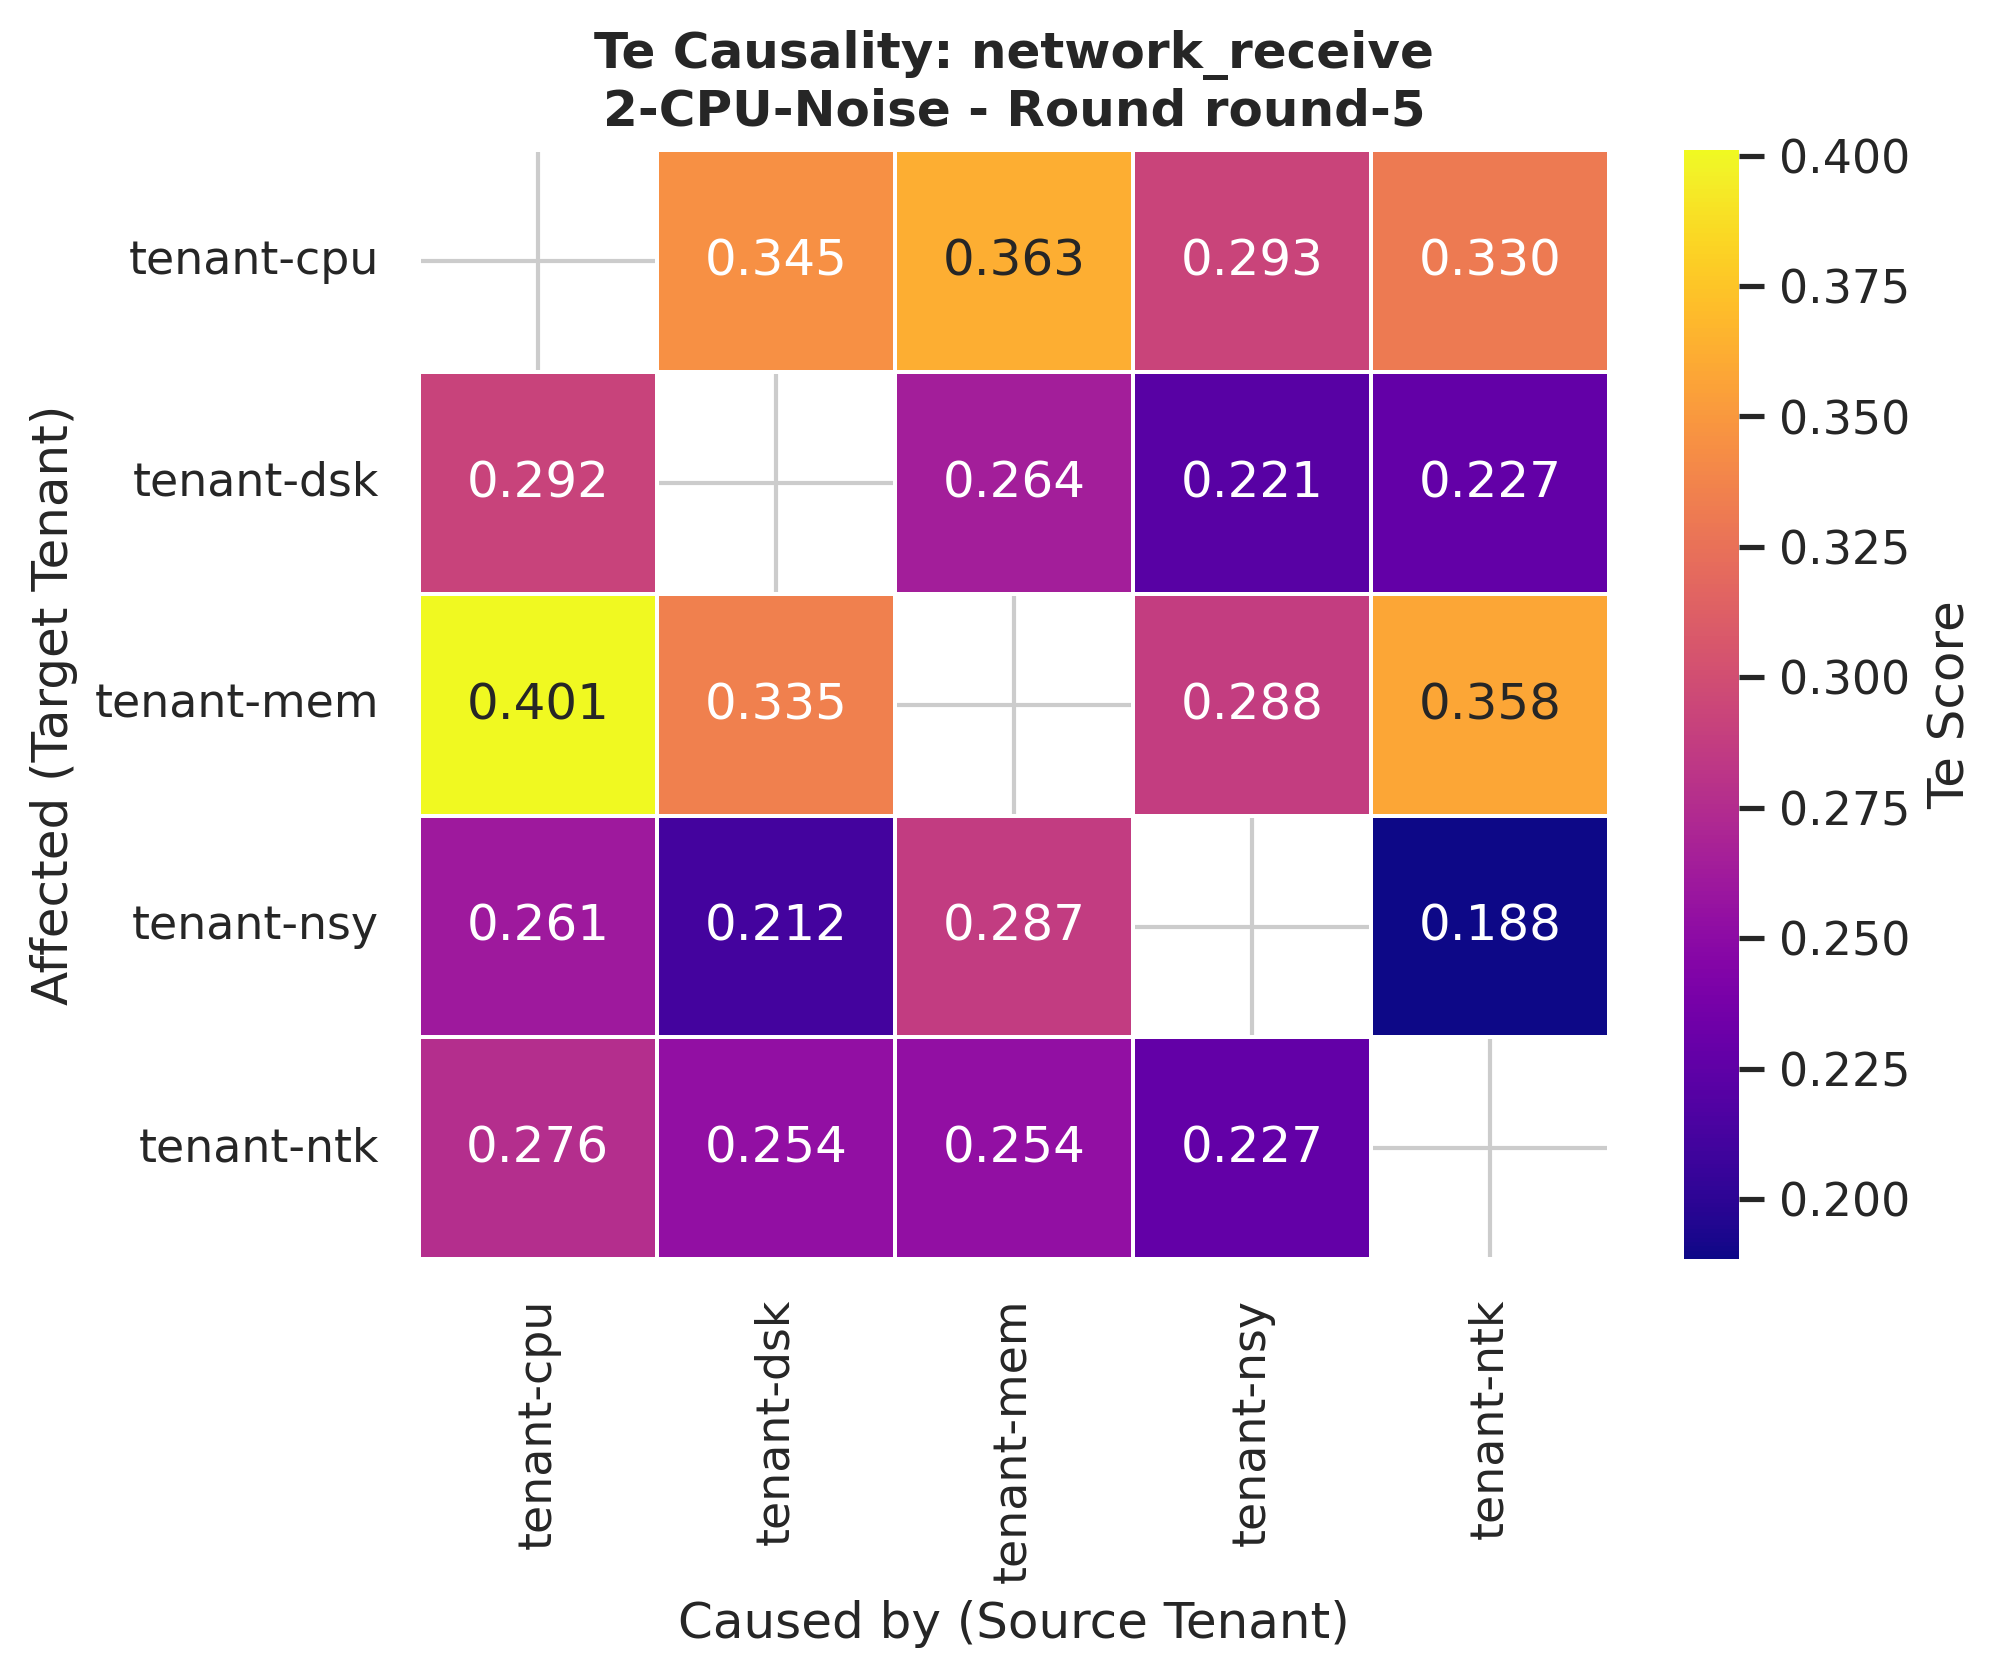 Te Causality: network_receive
2-CPU-Noise - Round round-5
Affected (Target Tenant)
tenant-cpu
0.345 0.363 0.293 0.330
tenant-dsk
0.292 0.264 0.221 0.227
tenant-mem
0.401 0.335 0.288 0.358
tenant-nsy
0.261 0.212 0.287 0.188
tenant-ntk
0.276 0.254 0.254 0.227
tenant-cpu
tenant-dsk
tenant-mem
tenant-nsy
tenant-ntk
Caused by (Source Tenant)
0.400
0.375
0.350
0.325
0.300
0.275
0.250
0.225
0.200
Te Score